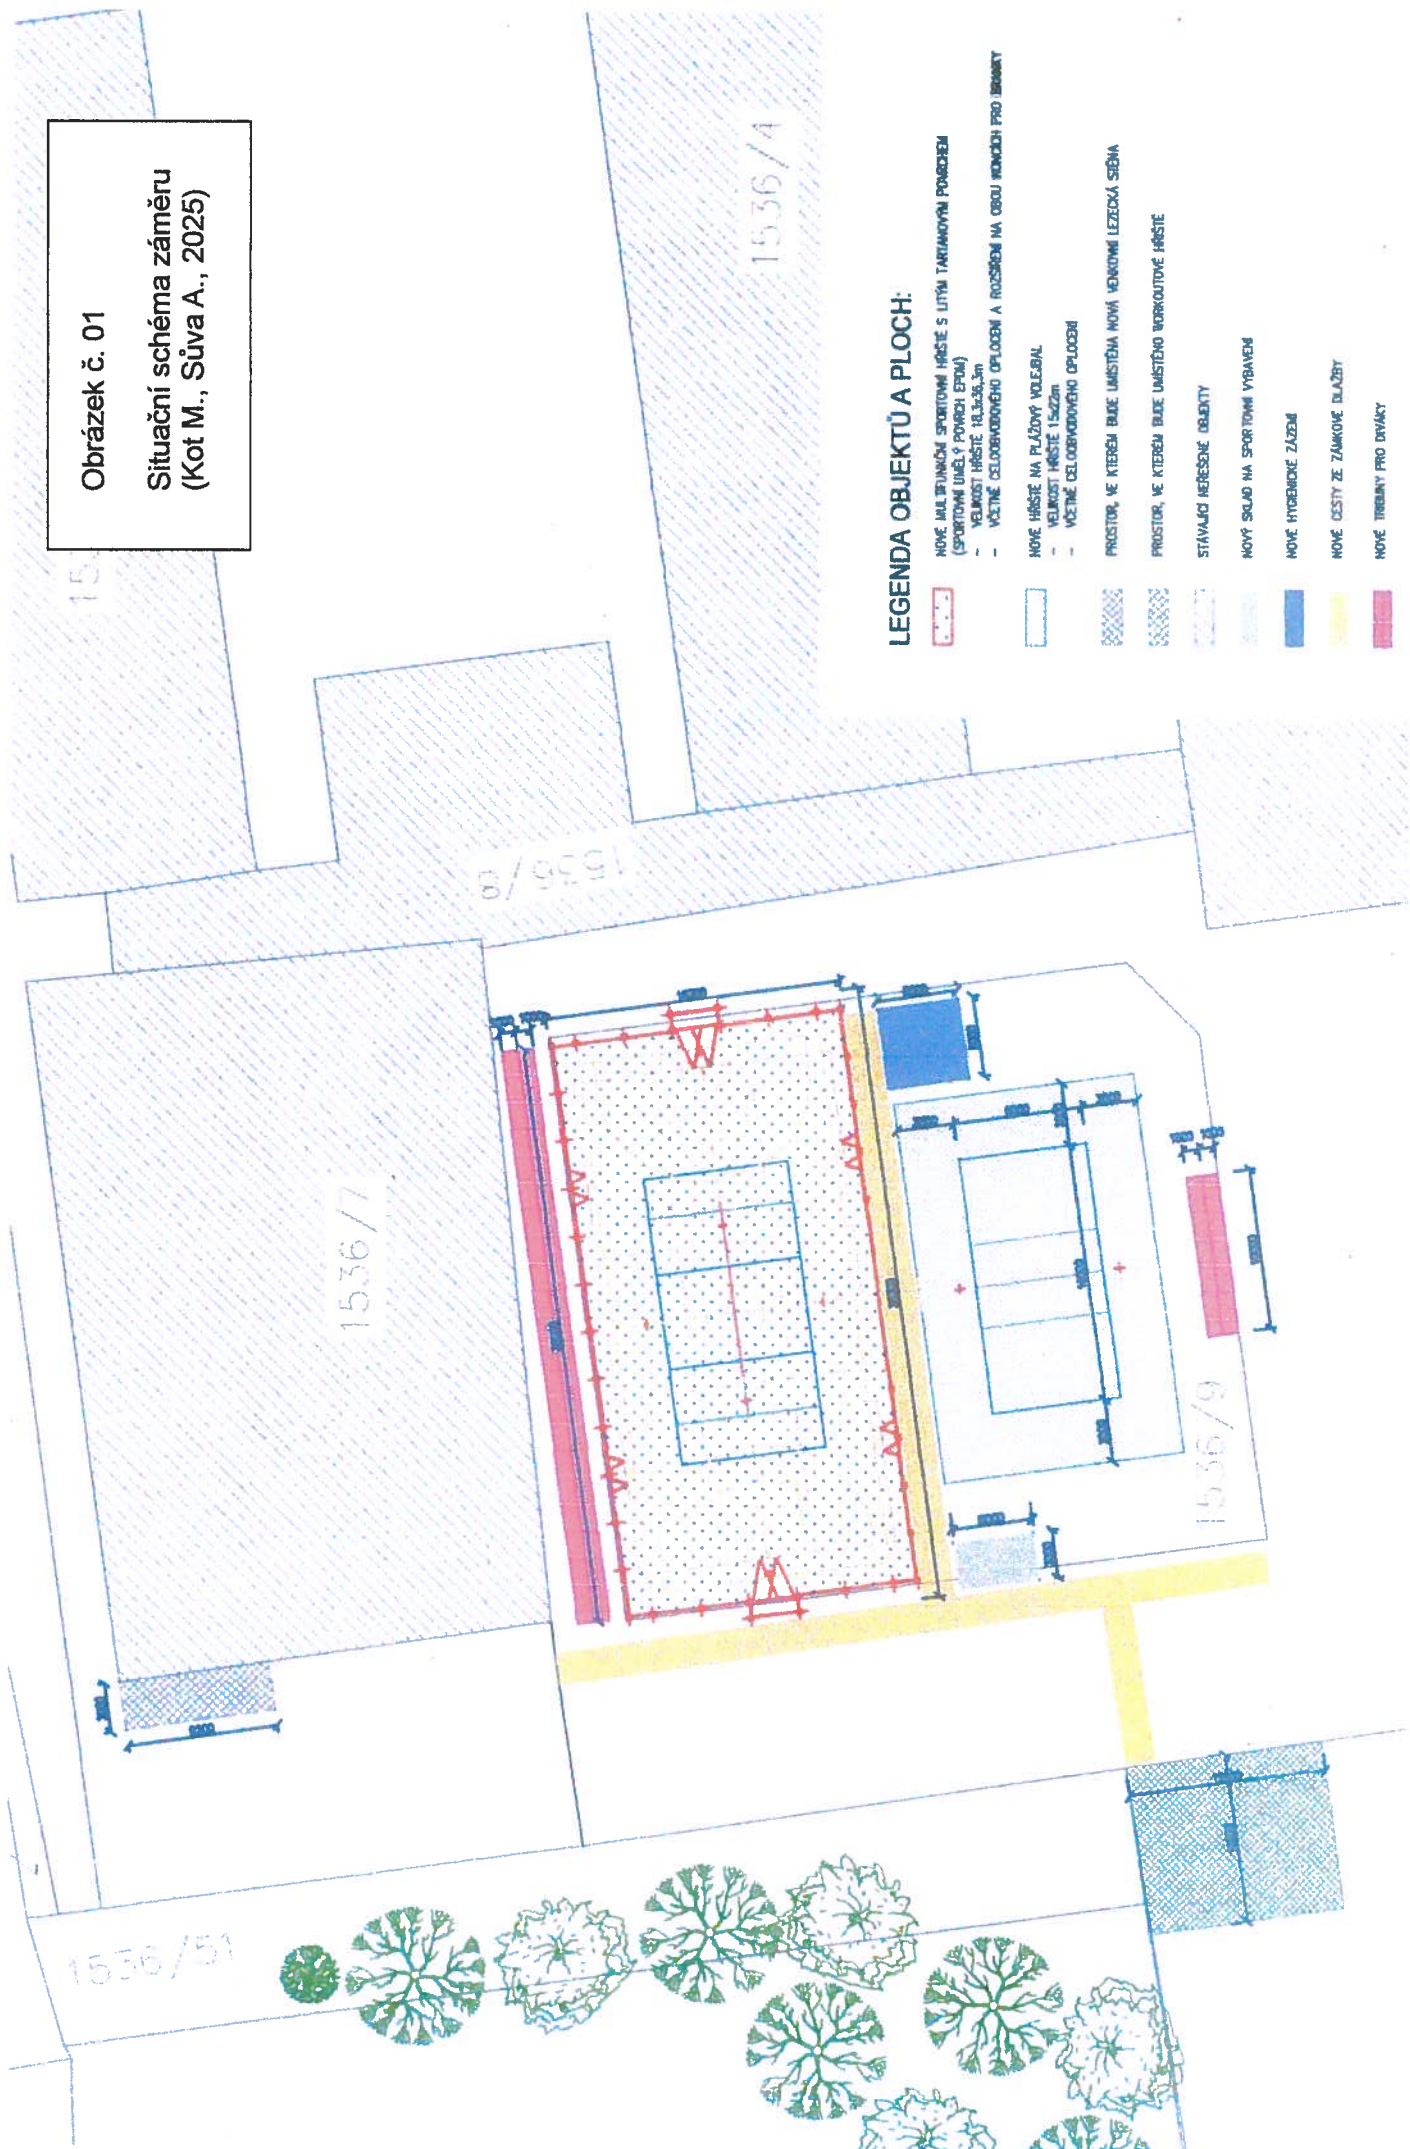 Obrázek č. 01
Situační schéma záměru
(Kot M., Sůva A., 2025)
15
1536/4
1536/8
1536/7
1536/9
1536/51
LEGENDA OBJEKTŮ A PLOCH:
NOVÉ MULTIFUNKČNÍ SPORTOVNÍ HŘIŠTĚ S LITÝM TARTANOVÝM POVRCHEM
(SPORTOVNÍ UMĚLÝ POVRCH EPDM)
- VELIKOST HŘIŠTĚ 18,3x36,3m
- VČETNĚ CELOOBVODOVÉHO OPLOCENÍ A ROZŠÍŘENÍ NA OBOU KONCÍCH PRO BRANKY
NOVÉ HŘIŠTĚ NA PLÁŽOVÝ VOLEJBAL
- VELIKOST HŘIŠTĚ 15x22m
- VČETNĚ CELOOBVODOVÉHO OPLOCENÍ
PROSTOR, VE KTERÉM BUDE UMÍSTĚNA NOVÁ VENKOVNÍ LEZECKÁ STĚNA
PROSTOR, VE KTERÉM BUDE UMÍSTĚNO WORKOUTOVÉ HŘIŠTĚ
STÁVAJÍCÍ NEŘEŠENÉ OBJEKTY
NOVÝ SKLAD NA SPORTOVNÍ VYBAVENÍ
NOVÉ HYGIENICKÉ ZÁZEMÍ
NOVÉ CESTY ZE ZÁMKOVÉ DLAŽBY
NOVÉ TRIBUNY PRO DIVÁKY